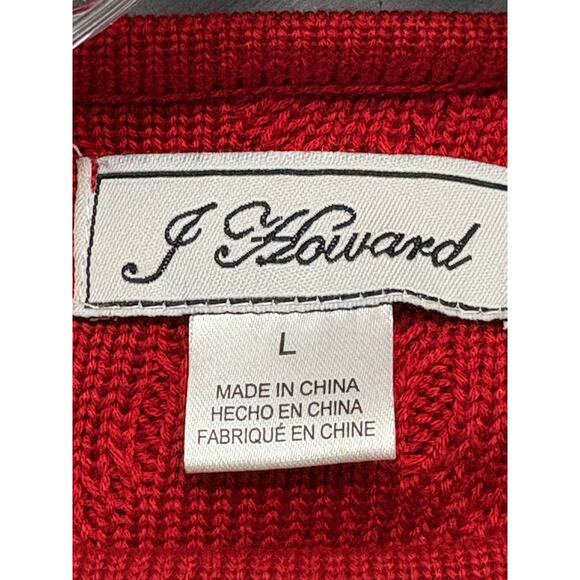 J Howard
L
MADE IN CHINA
HECHO EN CHINA
FABRIQUÉ EN CHINE